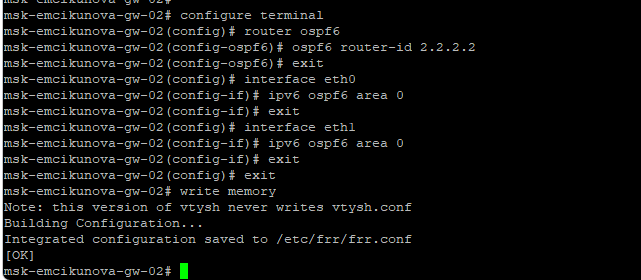 msk-emcikunova-gw-02#
msk-emcikunova-gw-02# configure terminal
msk-emcikunova-gw-02(config)# router ospf6
msk-emcikunova-gw-02(config-ospf6)# ospf6 router-id 2.2.2.2
msk-emcikunova-gw-02(config-ospf6)# exit
msk-emcikunova-gw-02(config)# interface eth0
msk-emcikunova-gw-02(config-if)# ipv6 ospf6 area 0
msk-emcikunova-gw-02(config-if)# exit
msk-emcikunova-gw-02(config)# interface eth1
msk-emcikunova-gw-02(config-if)# ipv6 ospf6 area 0
msk-emcikunova-gw-02(config-if)# exit
msk-emcikunova-gw-02(config)# exit
msk-emcikunova-gw-02# write memory
Note: this version of vtysh never writes vtysh.conf
Building Configuration...
Integrated configuration saved to /etc/frr/frr.conf
[OK]
msk-emcikunova-gw-02#